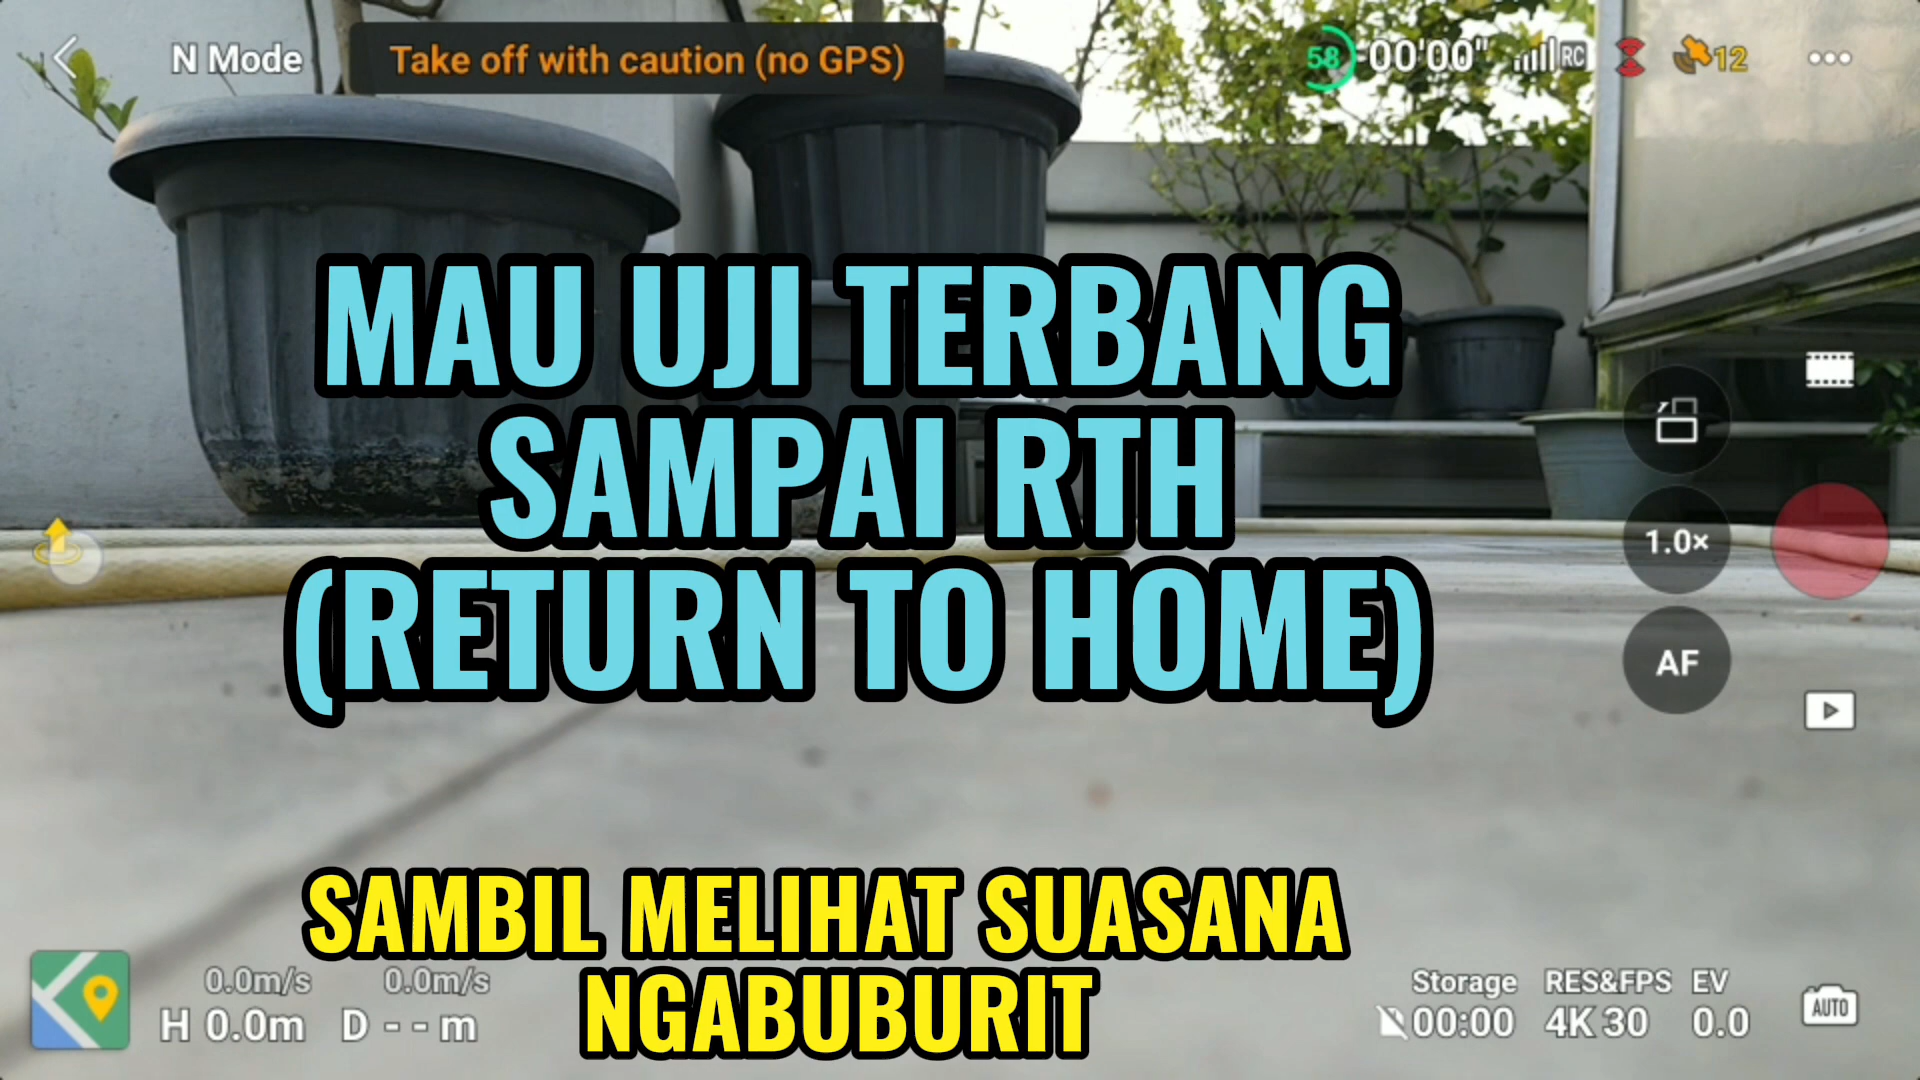 N Mode
Take off with caution (no GPS)
58
00'00"
RC
12
MAU UJI TERBANG
SAMPAI RTH
(RETURN TO HOME)
1.0×
AF
SAMBIL MELIHAT SUASANA
NGABUBURIT
0.0m/s 0.0m/s
H 0.0m D - - m
Storage RES&FPS EV
00:00 4K 30 0.0
AUTO